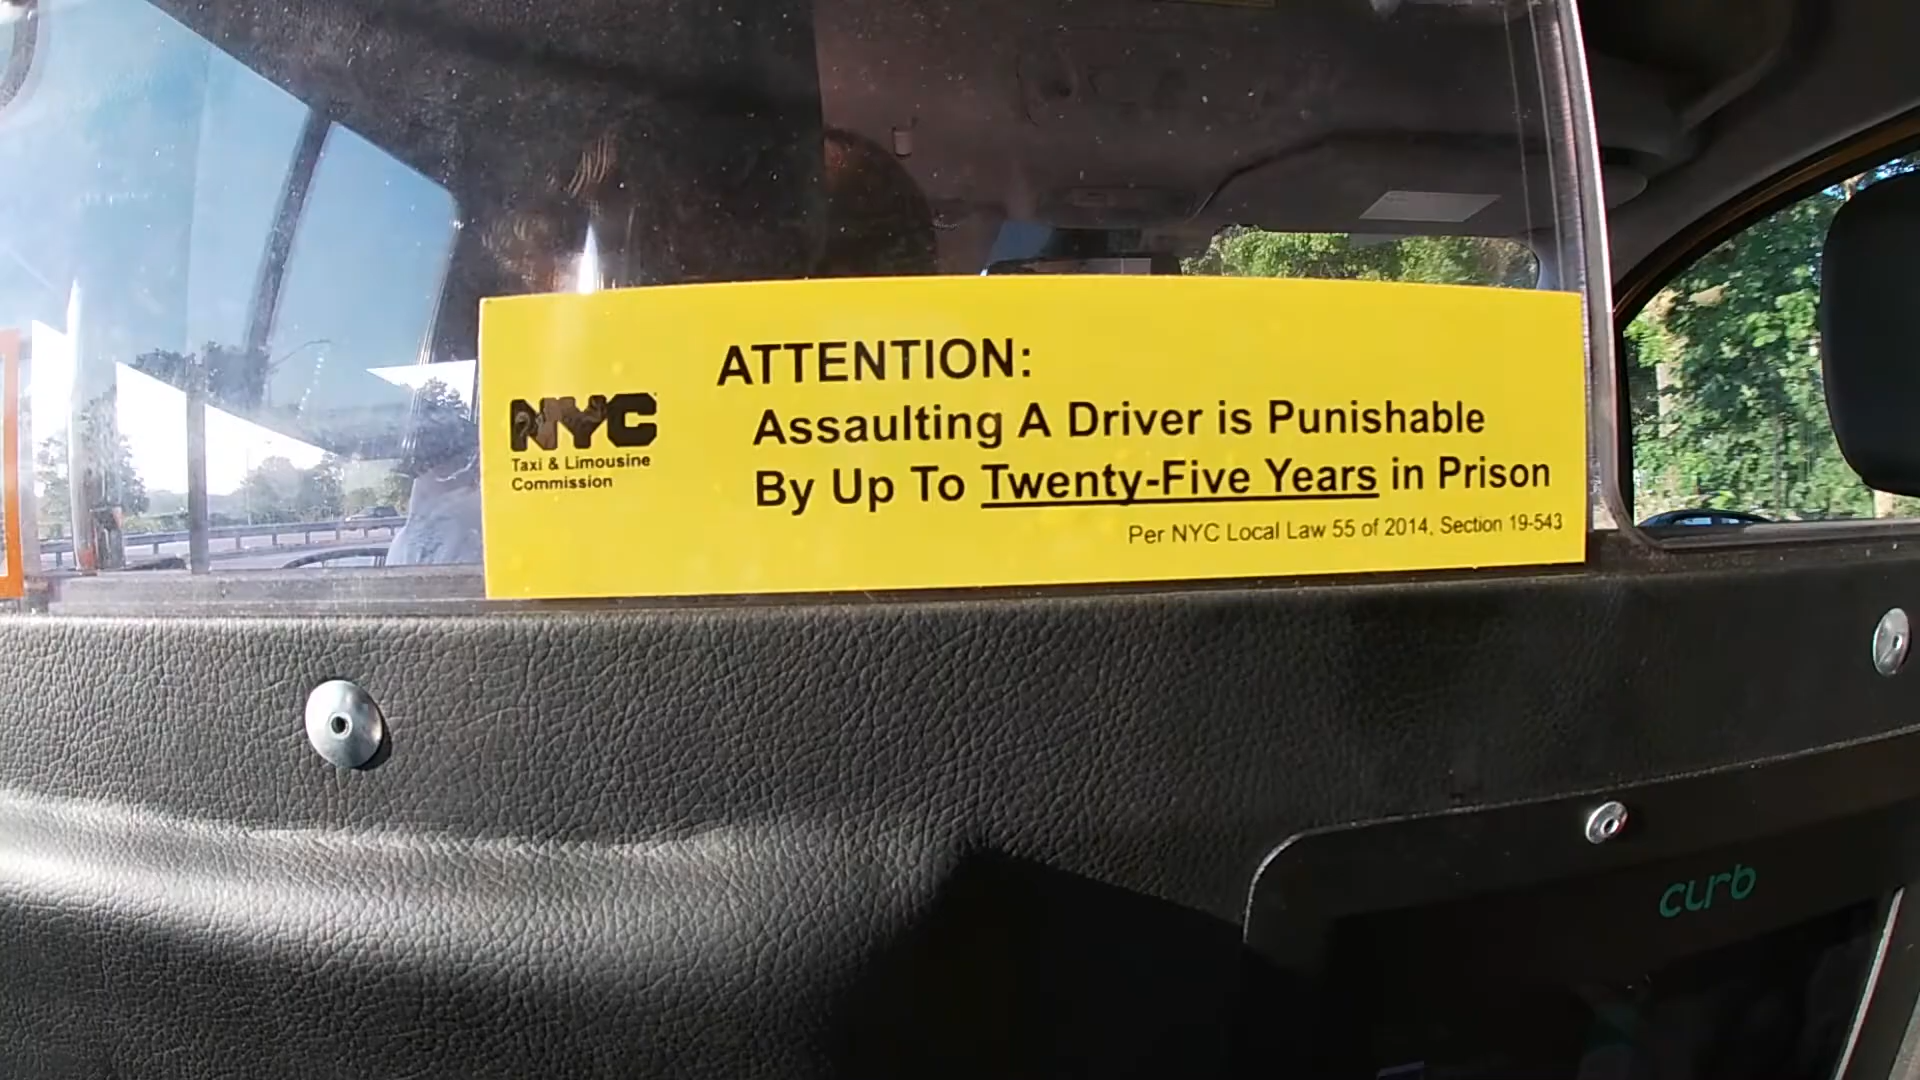 ATTENTION:
Assaulting A Driver is Punishable
By Up To Twenty-Five Years in Prison
Per NYC Local Law 55 of 2014, Section 19-543
NYC
Taxi & Limousine
Commission
curb